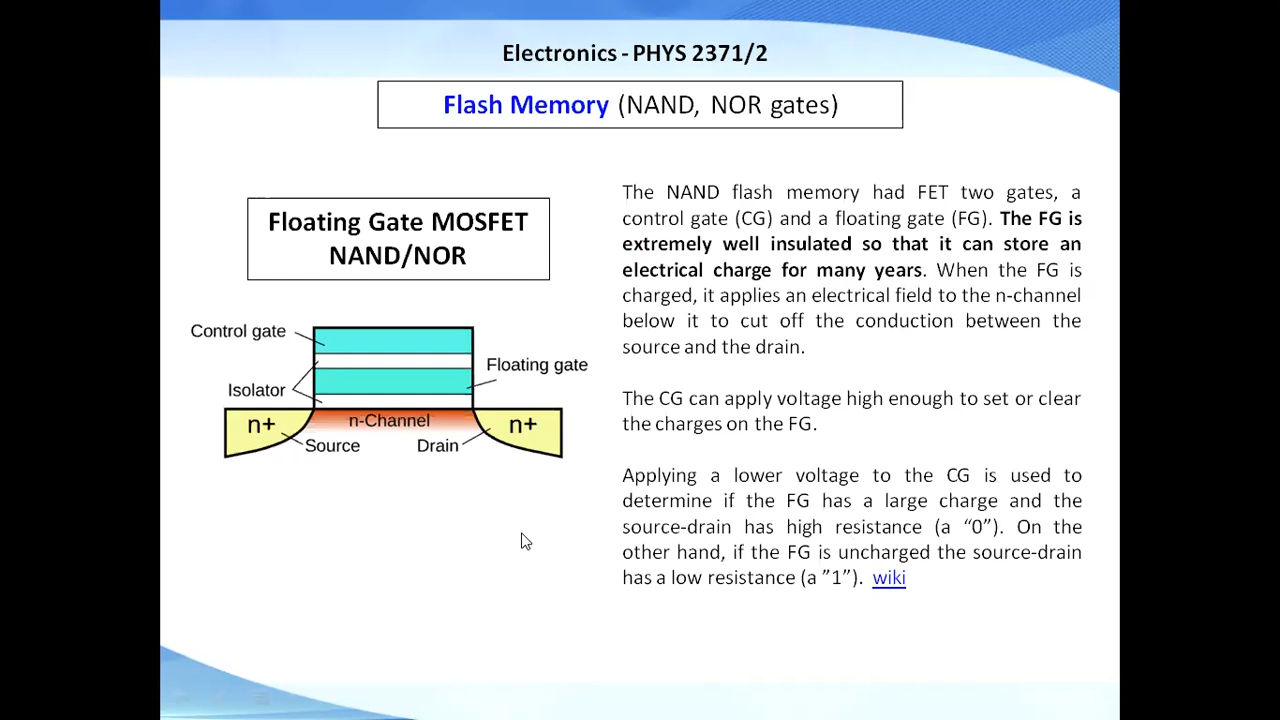 Electronics - PHYS 2371/2
Flash Memory (NAND, NOR gates)
Floating Gate MOSFET
NAND/NOR
Control gate
Floating gate
Isolator
n+
n-Channel
n+
Source
Drain
The NAND flash memory had FET two gates, a
control gate (CG) and a floating gate (FG). The FG is
extremely well insulated so that it can store an
electrical charge for many years. When the FG is
charged, it applies an electrical field to the n-channel
below it to cut off the conduction between the
source and the drain.
The CG can apply voltage high enough to set or clear
the charges on the FG.
Applying a lower voltage to the CG is used to
determine if the FG has a large charge and the
source-drain has high resistance (a “0”). On the
other hand, if the FG is uncharged the source-drain
has a low resistance (a ”1”). wiki